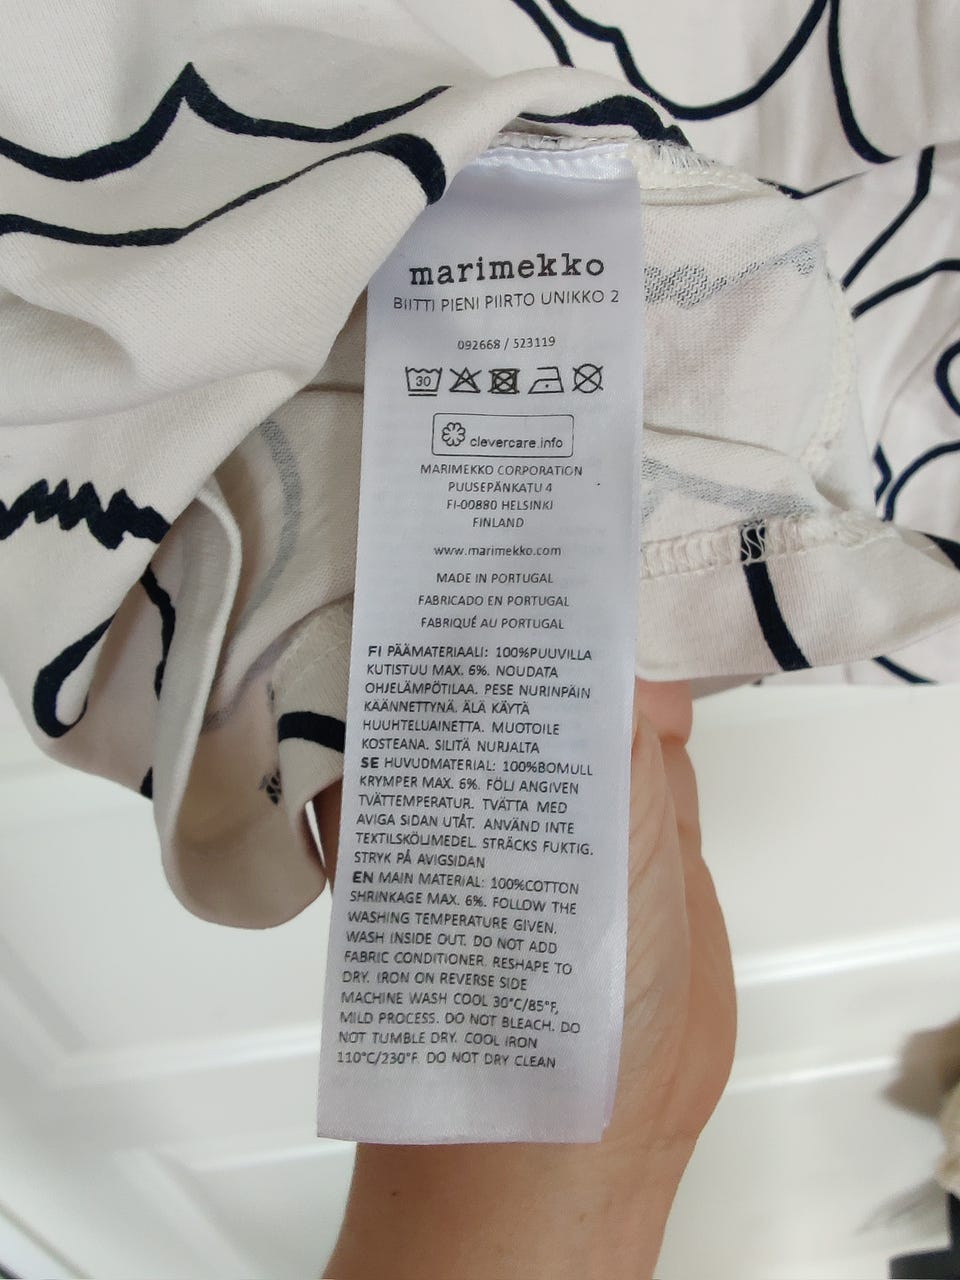 marimekko
BIITTI PIENI PIIRTO UNIKKO 2
092668 / 523119
30
clevercare.info
MARIMEKKO CORPORATION
PUUSEPÄNKATU 4
FI-00880 HELSINKI
FINLAND
www.marimekko.com
MADE IN PORTUGAL
FABRICADO EN PORTUGAL
FABRIQUÉ AU PORTUGAL
FI PÄÄMATERIAALI: 100%PUUVILLA
KUTISTUU MAX. 6%. NOUDATA
OHJELÄMPÖTILAA. PESE NURINPÄIN
KÄÄNNETTYNÄ. ÄLÄ KÄYTÄ
HUUHTELUAINETTA. MUOTOILE
KOSTEANA. SILITÄ NURJALTA
SE HUVUDMATERIAL: 100%BOMULL
KRYMPER MAX. 6%. FÖLJ ANGIVEN
TVÄTTEMPERATUR. TVÄTTA MED
AVIGA SIDAN UTÅT. ANVÄND INTE
TEXTILSKÖLJMEDEL. STRÄCKS FUKTIG.
STRYK PÅ AVIGSIDAN
EN MAIN MATERIAL: 100%COTTON
SHRINKAGE MAX. 6%. FOLLOW THE
WASHING TEMPERATURE GIVEN.
WASH INSIDE OUT. DO NOT ADD
FABRIC CONDITIONER. RESHAPE TO
DRY. IRON ON REVERSE SIDE
MACHINE WASH COOL 30°C/85°F,
MILD PROCESS. DO NOT BLEACH. DO
NOT TUMBLE DRY. COOL IRON
110°C/230°F. DO NOT DRY CLEAN